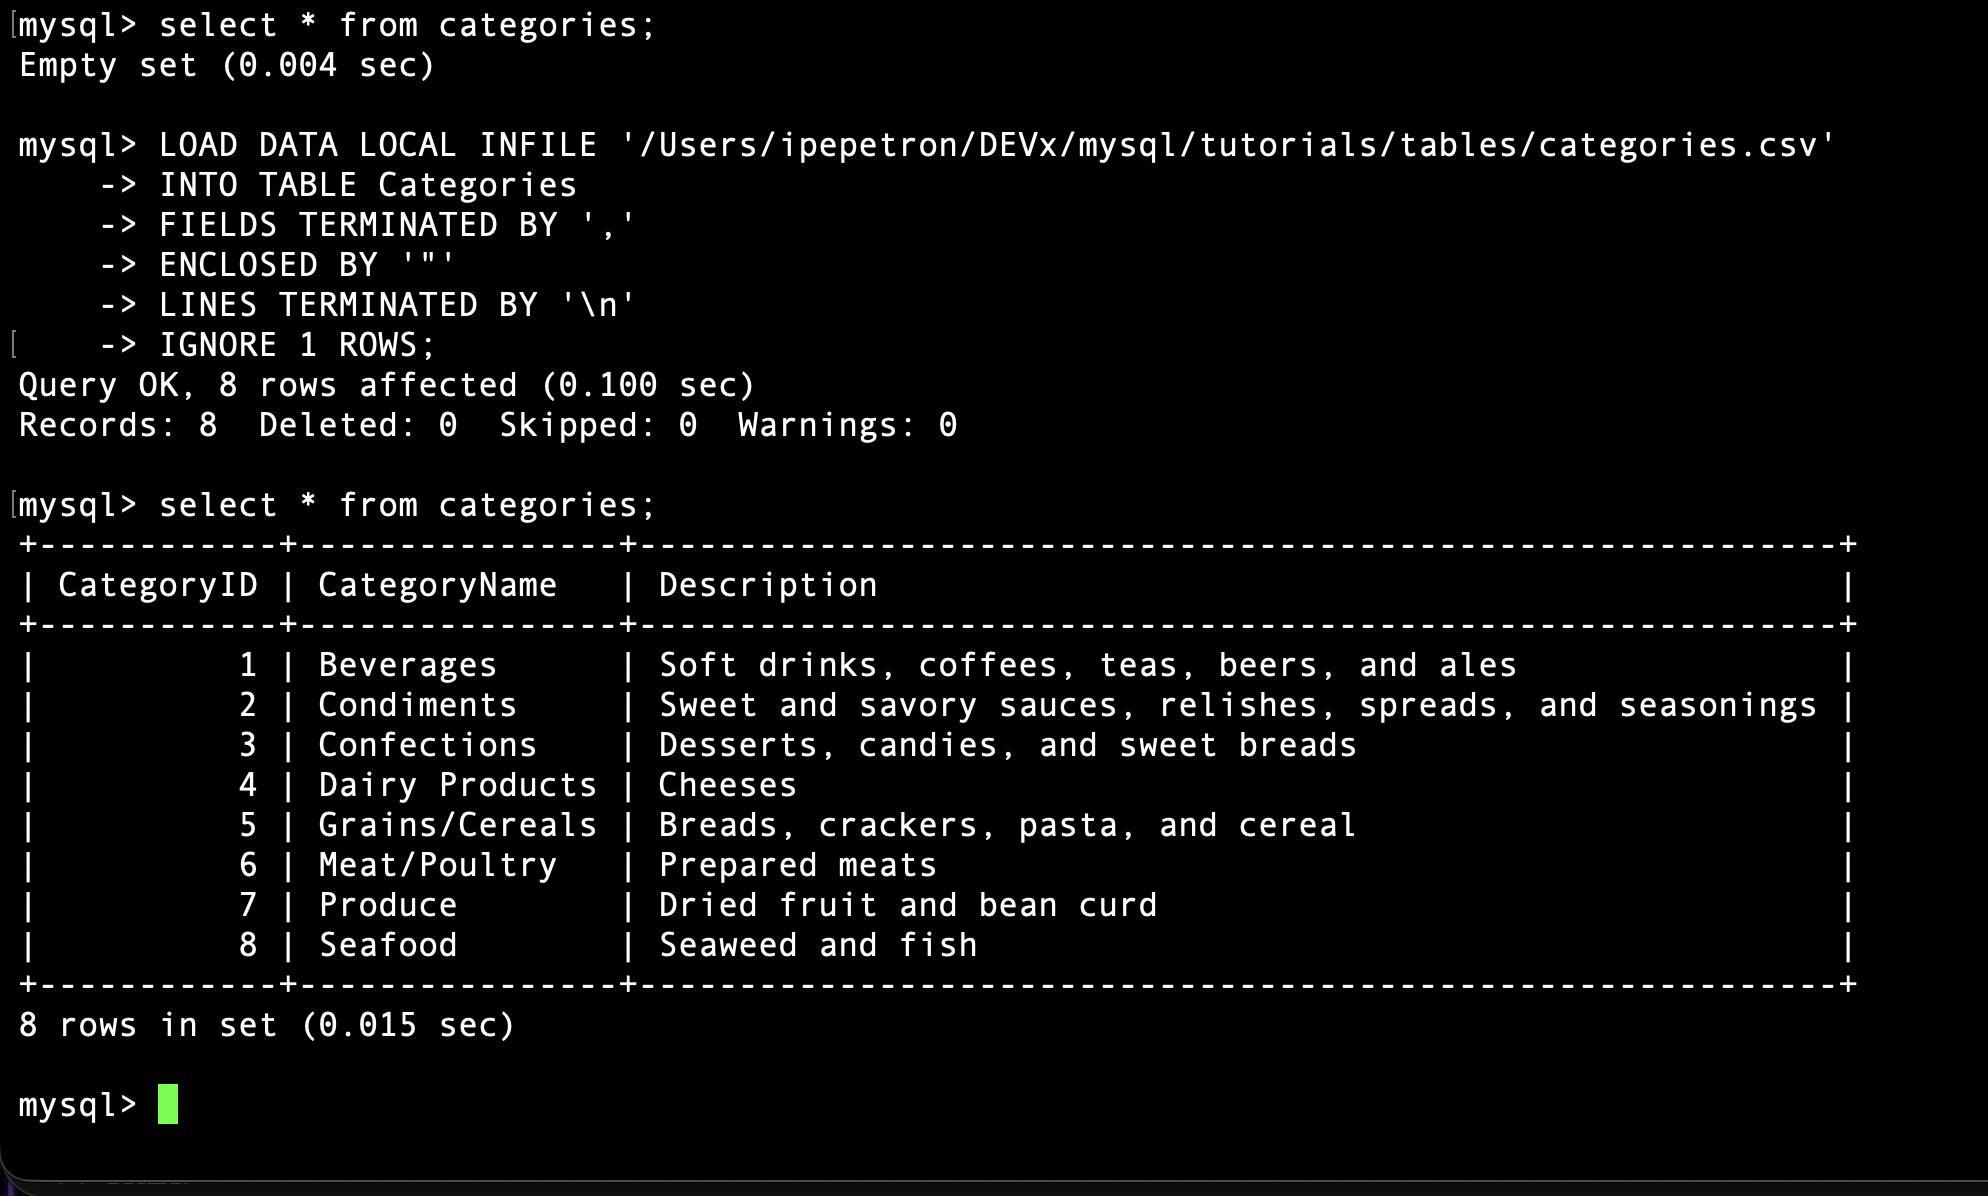 mysql> select * from categories;
Empty set (0.004 sec)

mysql> LOAD DATA LOCAL INFILE '/Users/ipepetron/DEVx/mysql/tutorials/tables/categories.csv'
    -> INTO TABLE Categories
    -> FIELDS TERMINATED BY ','
    -> ENCLOSED BY '"'
    -> LINES TERMINATED BY '\n'
    -> IGNORE 1 ROWS;
Query OK, 8 rows affected (0.100 sec)
Records: 8  Deleted: 0  Skipped: 0  Warnings: 0

mysql> select * from categories;
+------------+----------------+------------------------------------------------------------+
| CategoryID | CategoryName   | Description                                                |
+------------+----------------+------------------------------------------------------------+
|          1 | Beverages      | Soft drinks, coffees, teas, beers, and ales                |
|          2 | Condiments     | Sweet and savory sauces, relishes, spreads, and seasonings |
|          3 | Confections    | Desserts, candies, and sweet breads                        |
|          4 | Dairy Products | Cheeses                                                    |
|          5 | Grains/Cereals | Breads, crackers, pasta, and cereal                        |
|          6 | Meat/Poultry   | Prepared meats                                             |
|          7 | Produce        | Dried fruit and bean curd                                  |
|          8 | Seafood        | Seaweed and fish                                           |
+------------+----------------+------------------------------------------------------------+
8 rows in set (0.015 sec)

mysql>